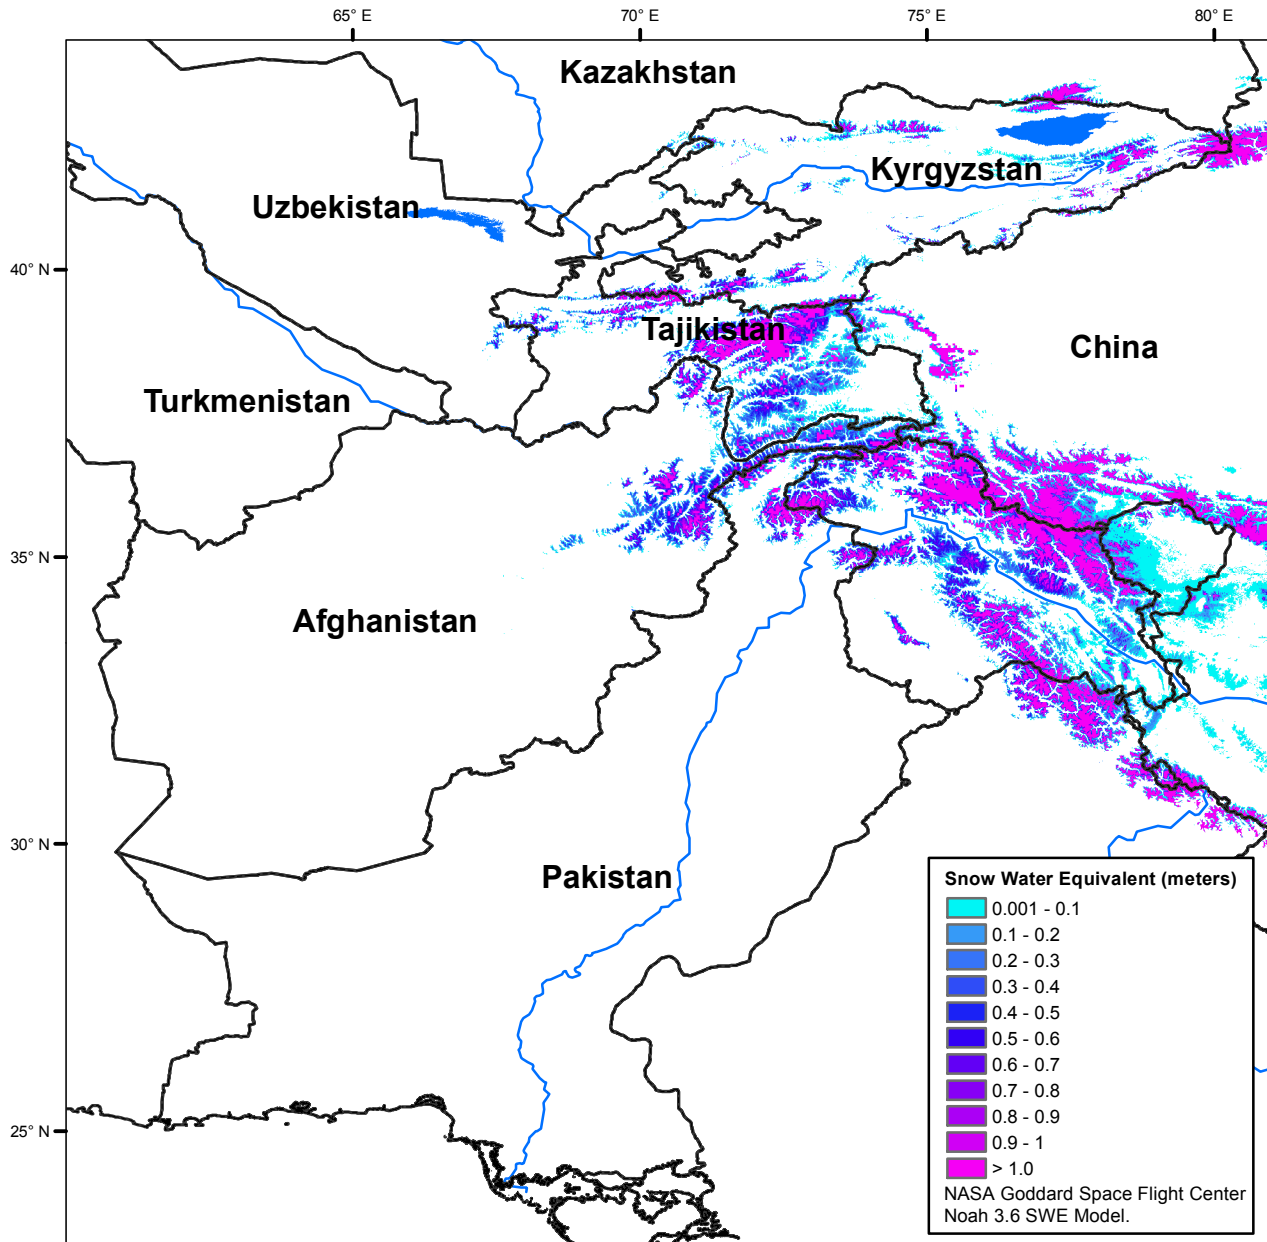 65° E
70° E
75° E
80° E
Kazakhstan
Kyrgyzstan
Uzbekistan
40° N
Tajikistan
China
Turkmenistan
35° N
Afghanistan
30° N
Pakistan
25° N
Snow Water Equivalent (meters)
0.001 - 0.1
0.1 - 0.2
0.2 - 0.3
0.3 - 0.4
0.4 - 0.5
0.5 - 0.6
0.6 - 0.7
0.7 - 0.8
0.8 - 0.9
0.9 - 1
> 1.0
NASA Goddard Space Flight Center
Noah 3.6 SWE Model.